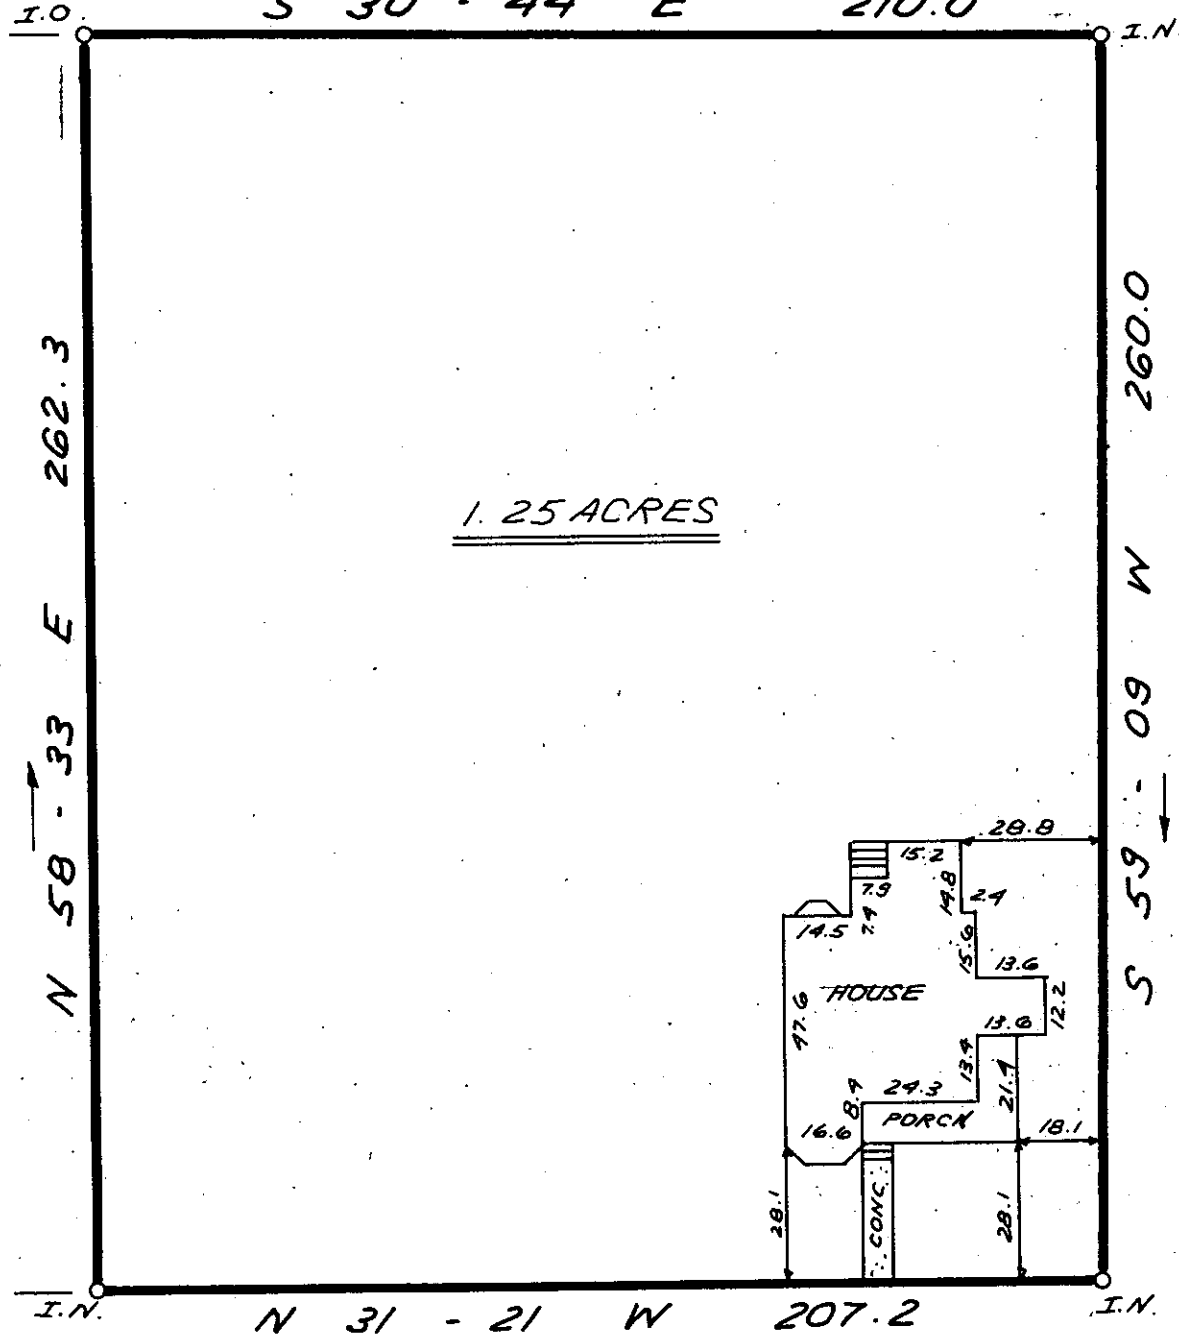 S 30 - 44 E 210.0
I.O.
I.N.
N 58 - 33 E 262.3
S 59 - 09 W 260.0
1.25 ACRES
28.8
15.2
7.9
14.8
2.4
14.5
7.4
15.6
13.6
HOUSE
47.6
12.2
13.6
13.4
21.4
24.3
8.4
PORCH
16.6
18.1
28.1
CONC.
28.1
I.N.
N 31 - 21 W 207.2
I.N.